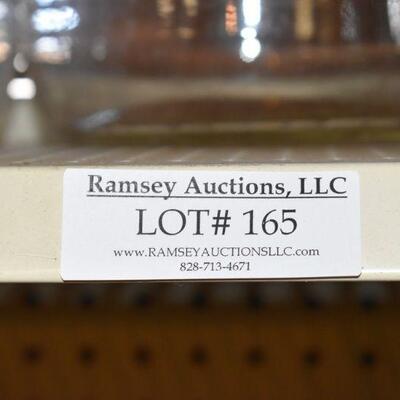 Ramsey Auctions, LLC
LOT# 165
www.RAMSEYAUCTIONSLLC.com
828-713-4671